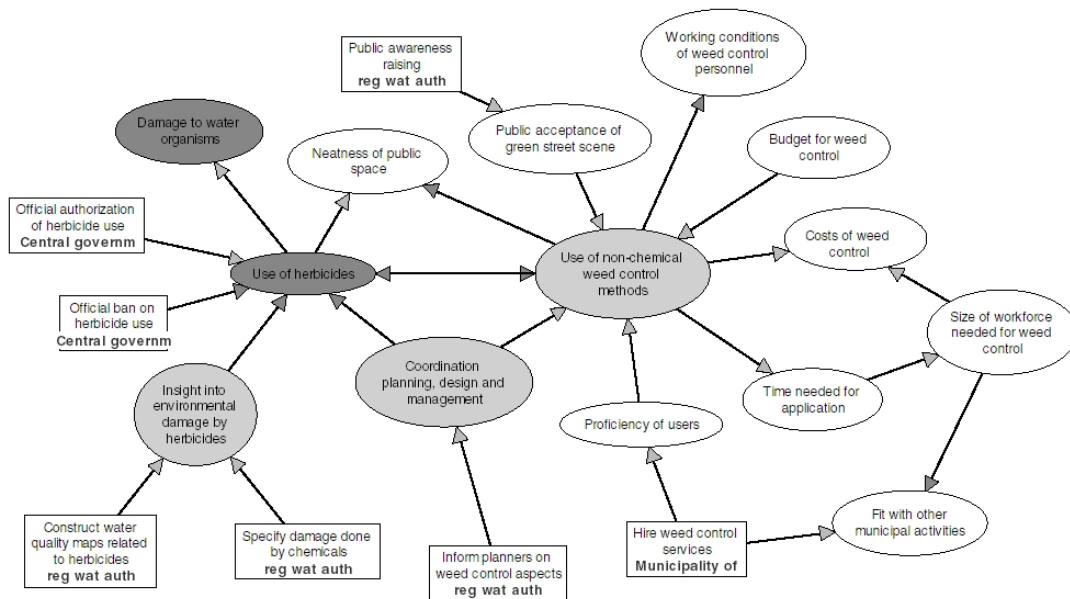 Working conditions
of weed control
personnel
Public awareness
raising
reg wat auth
Damage to water
organisms
Public acceptance of
green street scene
Budget for weed
control
Neatness of public
space
Official authorization
of herbicide use
Central governm
Costs of weed
control
Use of herbicides
Use of non-chemical
weed control
methods
Official ban on
herbicide use
Central governm
Size of workforce
needed for weed
control
Coordination
planning, design and
management
Insight into
environmental
damage by
herbicides
Time needed for
application
Proficiency of users
Construct water
quality maps related
to herbicides
reg wat auth
Specify damage done
by chemicals
reg wat auth
Inform planners on
weed control aspects
reg wat auth
Hire weed control
services
Municipality of
Fit with other
municipal activities